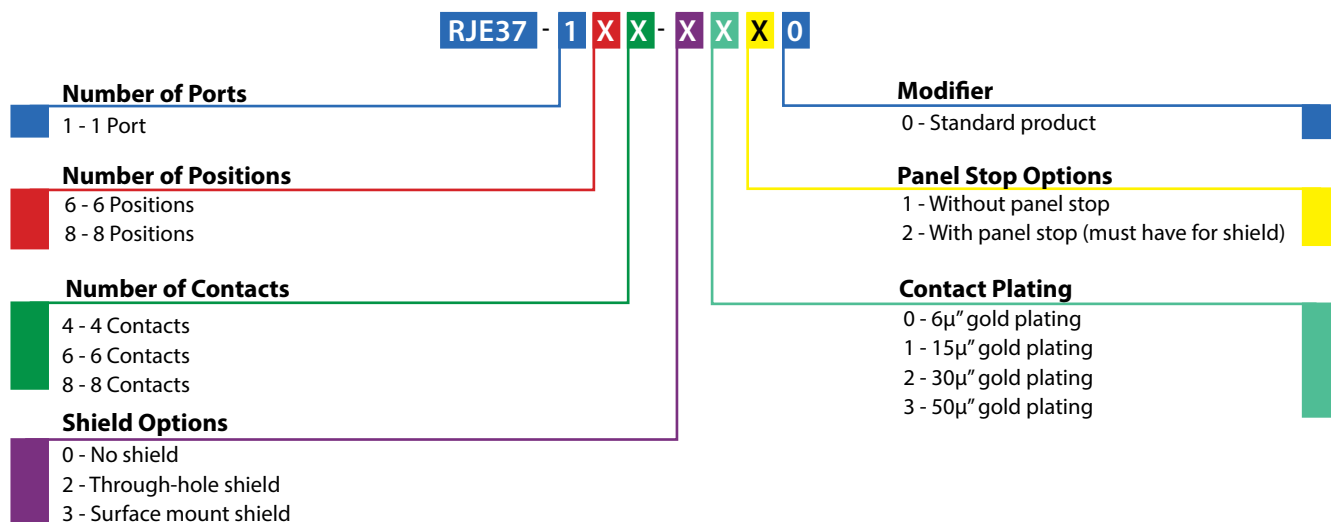 RJE37 - 1 X X - X X X 0
Number of Ports
1 - 1 Port
Number of Positions
6 - 6 Positions
8 - 8 Positions
Number of Contacts
4 - 4 Contacts
6 - 6 Contacts
8 - 8 Contacts
Shield Options
0 - No shield
2 - Through-hole shield
3 - Surface mount shield
Modifier
0 - Standard product
Panel Stop Options
1 - Without panel stop
2 - With panel stop (must have for shield)
Contact Plating
0 - 6µ” gold plating
1 - 15µ” gold plating
2 - 30µ” gold plating
3 - 50µ” gold plating